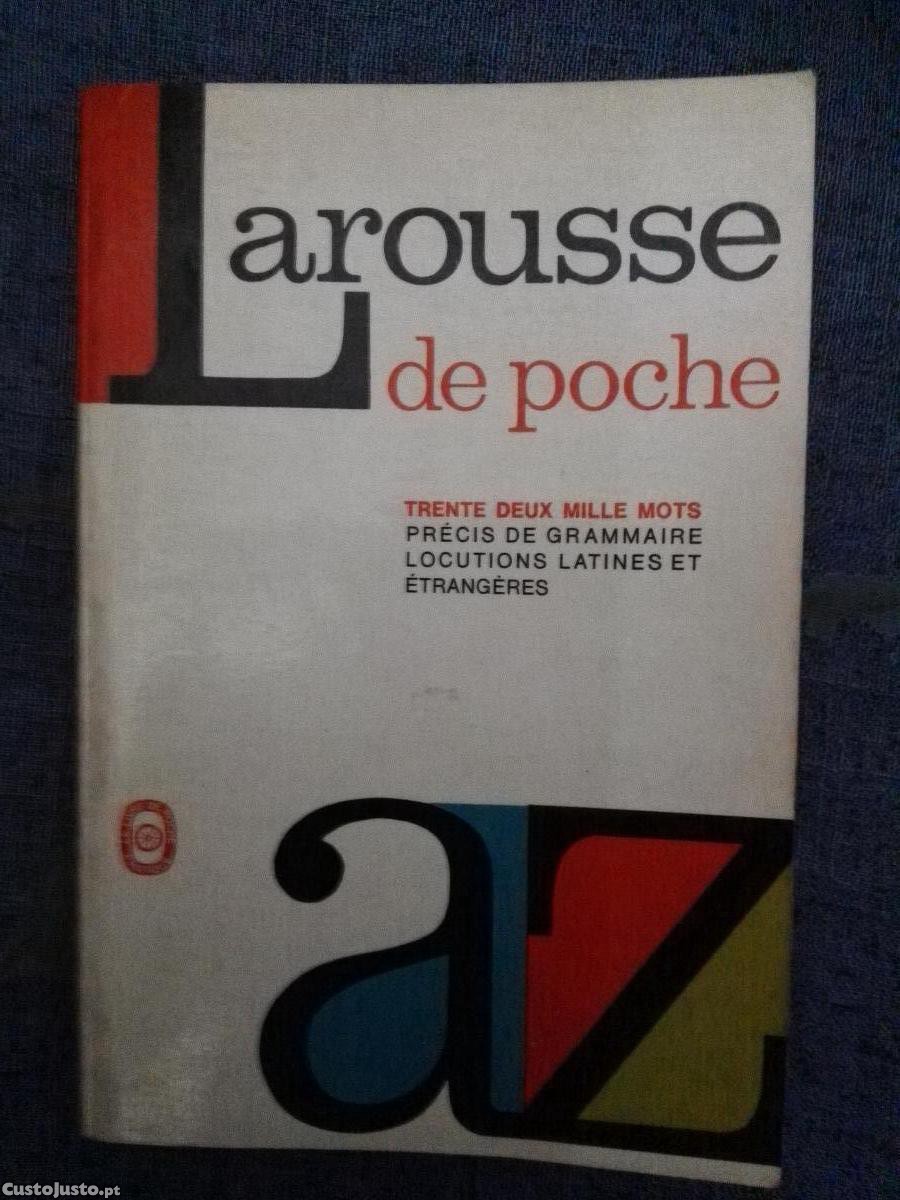 Larousse
de poche
TRENTE DEUX MILLE MOTS
PRÉCIS DE GRAMMAIRE
LOCUTIONS LATINES ET
ÉTRANGÈRES
az
CustoJusto.pt